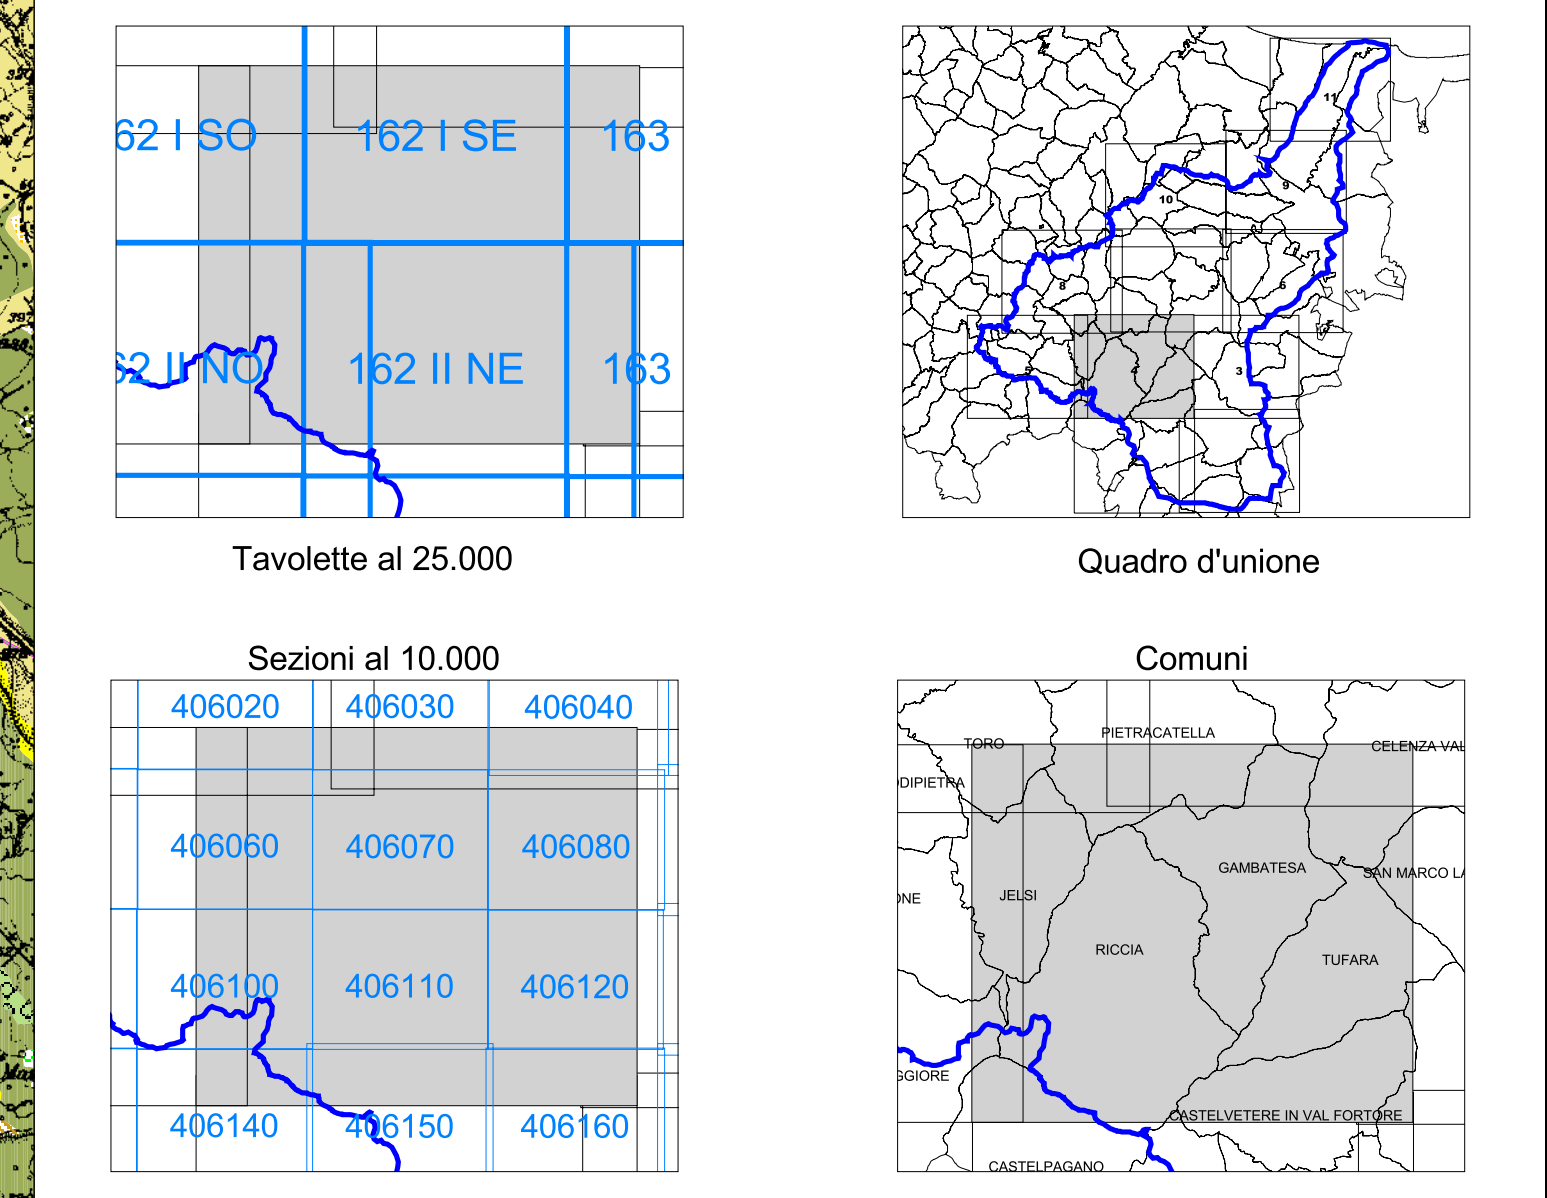 62 I SO
162 I SE
163
62 II NO
162 II NE
163
Tavolette al 25.000
11
9
10
8
6
5
3
1
Quadro d'unione
Sezioni al 10.000
406020
406030
406040
406060
406070
406080
406100
406110
406120
406140
406150
406160
Comuni
PIETRACATELLA
TORO
CELENZA VAL
DIPIETRA
GAMBATESA
SAN MARCO LA
JELSI
ONE
RICCIA
TUFARA
GGIORE
CASTELVETERE IN VAL FORTORE
CASTELPAGANO
397